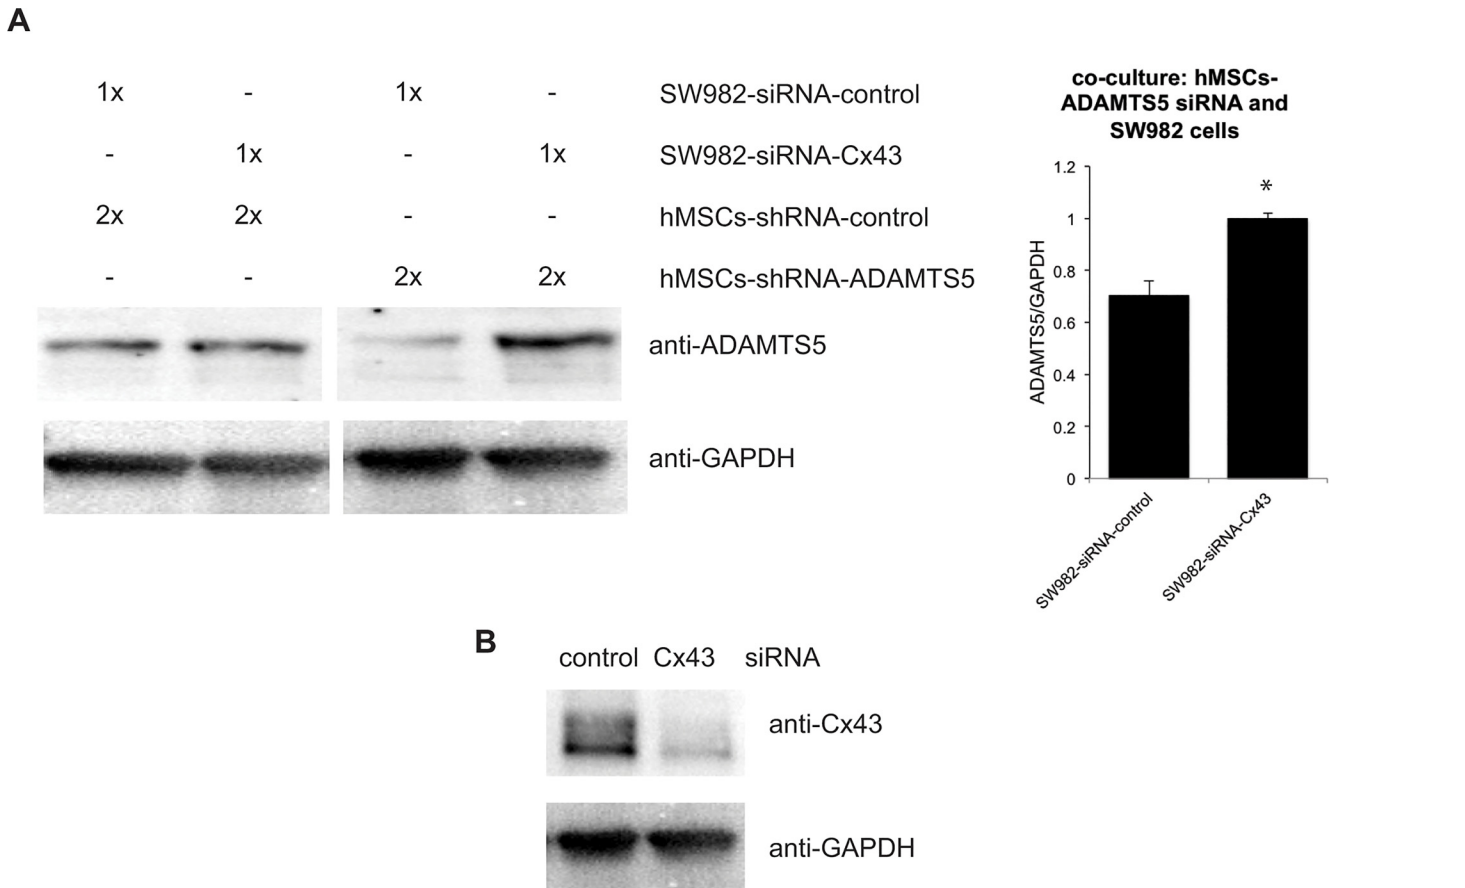 A
1x - 1x - SW982-siRNA-control
- 1x - 1x SW982-siRNA-Cx43
2x 2x - - hMSCs-shRNA-control
- - 2x 2x hMSCs-shRNA-ADAMTS5
anti-ADAMTS5
anti-GAPDH
co-culture: hMSCs-
ADAMTS5 siRNA and
SW982 cells
1.2
1
0.8
0.6
0.4
0.2
0
*
ADAMTS5/GAPDH
SW982-siRNA-control
SW982-siRNA-Cx43
B
control Cx43 siRNA
anti-Cx43
anti-GAPDH